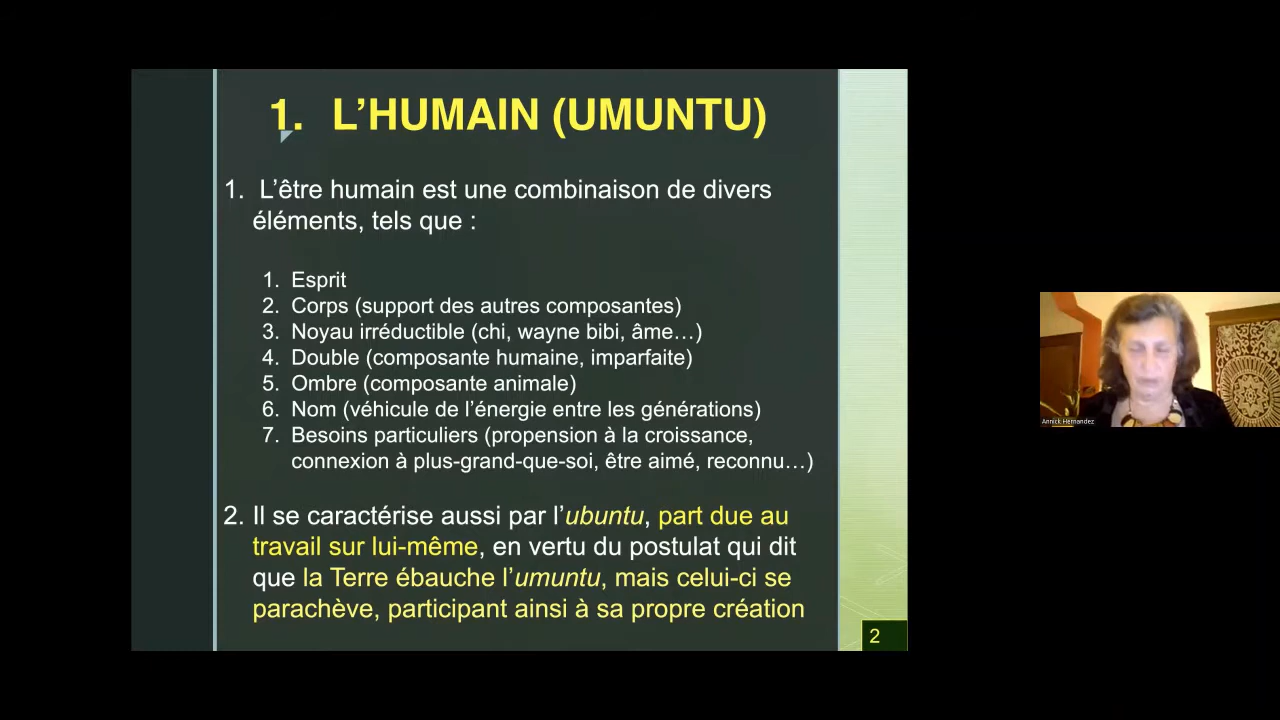 1. L’HUMAIN (UMUNTU)
1. L’être humain est une combinaison de divers
éléments, tels que :
1. Esprit
2. Corps (support des autres composantes)
3. Noyau irréductible (chi, wayne bibi, âme…)
4. Double (composante humaine, imparfaite)
5. Ombre (composante animale)
6. Nom (véhicule de l’énergie entre les générations)
7. Besoins particuliers (propension à la croissance,
connexion à plus-grand-que-soi, être aimé, reconnu…)
2. Il se caractérise aussi par l’ubuntu, part due au
travail sur lui-même, en vertu du postulat qui dit
que la Terre ébauche l’umuntu, mais celui-ci se
parachève, participant ainsi à sa propre création
2
Annick Hernandez